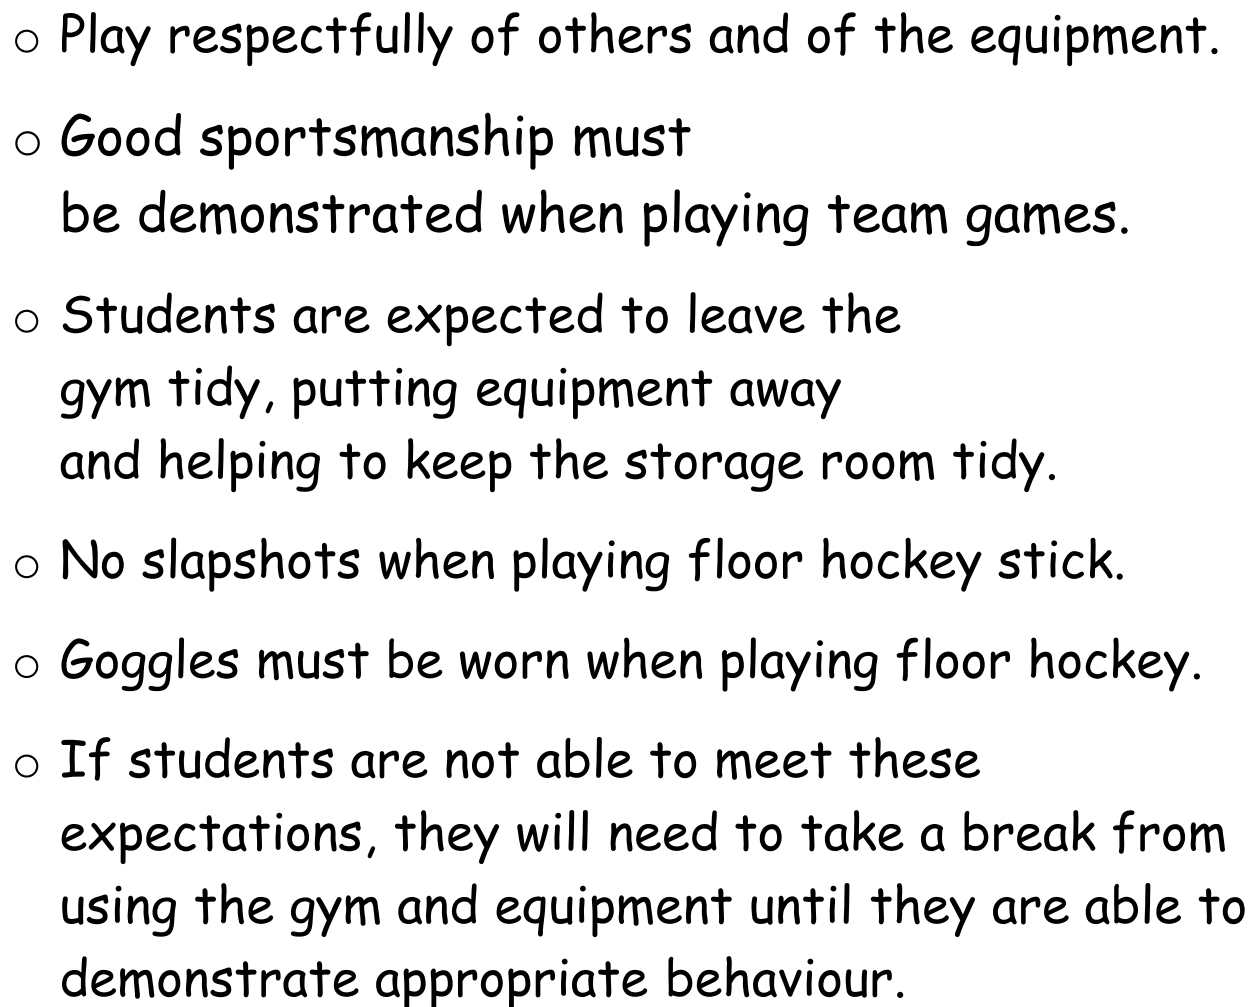 ○ Play respectfully of others and of the equipment.
○ Good sportsmanship must
be demonstrated when playing team games.
○ Students are expected to leave the
gym tidy, putting equipment away
and helping to keep the storage room tidy.
○ No slapshots when playing floor hockey stick.
○ Goggles must be worn when playing floor hockey.
○ If students are not able to meet these
expectations, they will need to take a break from
using the gym and equipment until they are able to
demonstrate appropriate behaviour.